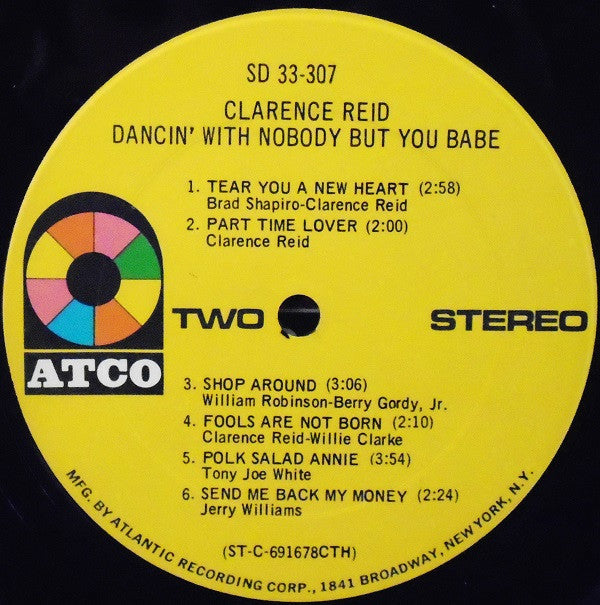 SD 33-307
CLARENCE REID
DANCIN' WITH NOBODY BUT YOU BABE
1. TEAR YOU A NEW HEART (2:58)
Brad Shapiro-Clarence Reid
2. PART TIME LOVER (2:00)
Clarence Reid
TWO
STEREO
ATCO
3. SHOP AROUND (3:06)
William Robinson-Berry Gordy, Jr.
4. FOOLS ARE NOT BORN (2:10)
Clarence Reid-Willie Clarke
5. POLK SALAD ANNIE (3:54)
Tony Joe White
6. SEND ME BACK MY MONEY (2:24)
Jerry Williams
(ST-C-691678CTH)
MFG. BY ATLANTIC RECORDING CORP., 1841 BROADWAY, NEW YORK, N.Y.